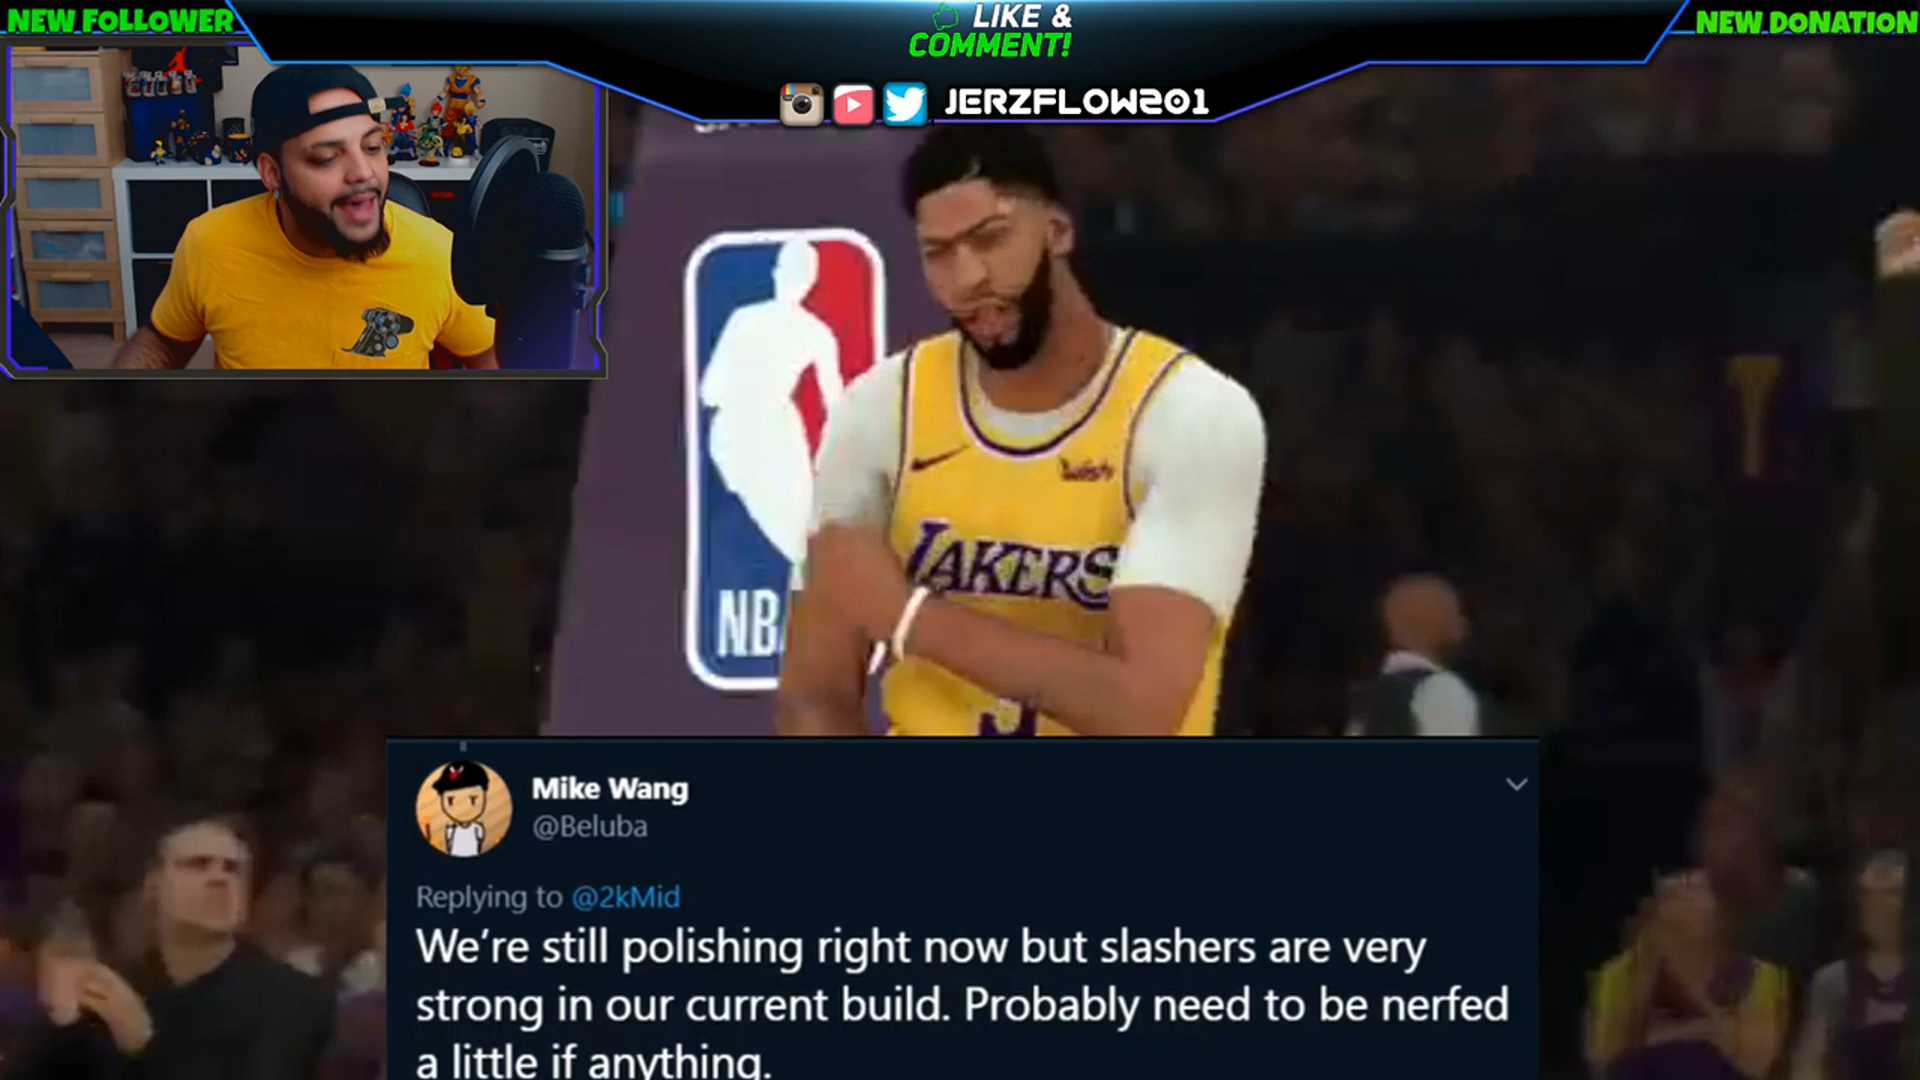 NEW FOLLOWER
LIKE &
COMMENT!
NEW DONATION
JERZFLOW201
wish
LAKERS
NBA
Mike Wang
@Beluba
Replying to @2kMid
We’re still polishing right now but slashers are very
strong in our current build. Probably need to be nerfed
a little if anything.